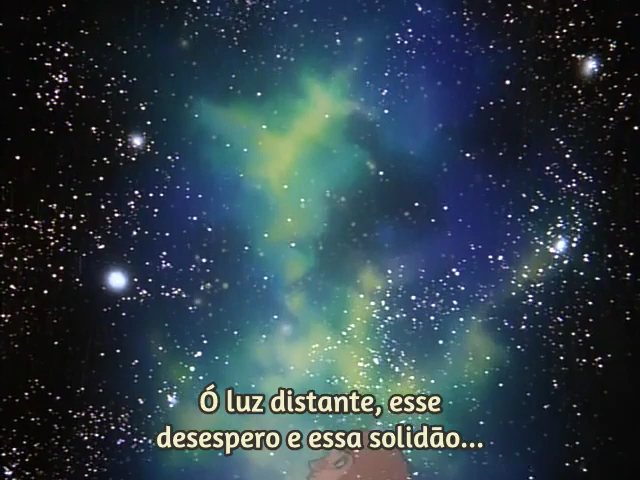 Ó luz distante, esse
desespero e essa solidão...